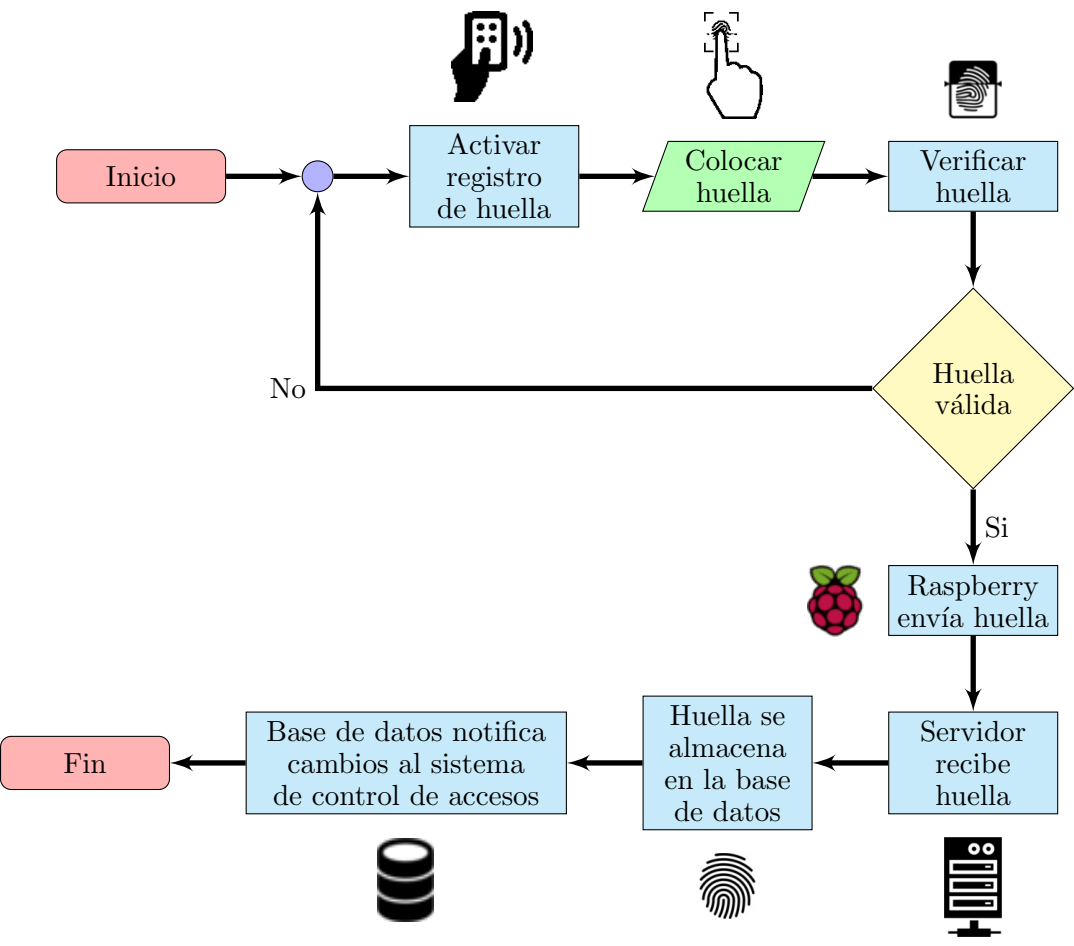 Inicio
Activar
registro
de huella
Colocar
huella
Verificar
huella
Huella
válida
No
Si
Raspberry
envía huella
Servidor
recibe
huella
Huella se
almacena
en la base
de datos
Base de datos notifica
cambios al sistema
de control de accesos
Fin